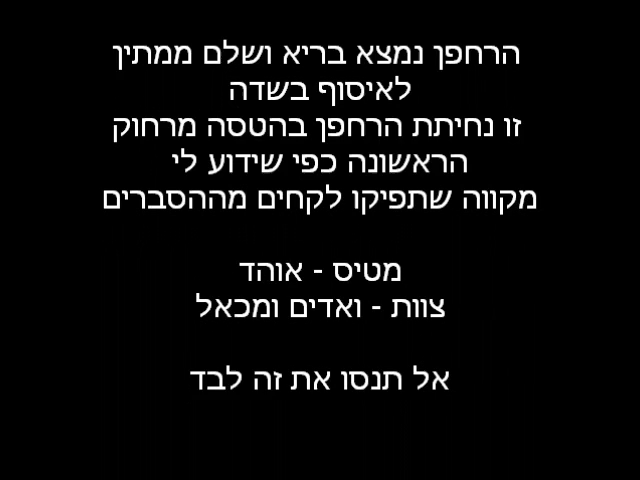 הרחפן נמצא בריא ושלם ממתין
לאיסוף בשדה
זו נחיתת הרחפן בהטסה מרחוק
הראשונה כפי שידוע לי
מקווה שתפיקו לקחים מההסברים
מטיס - אוהד
צוות - ואדים ומכאל
אל תנסו את זה לבד